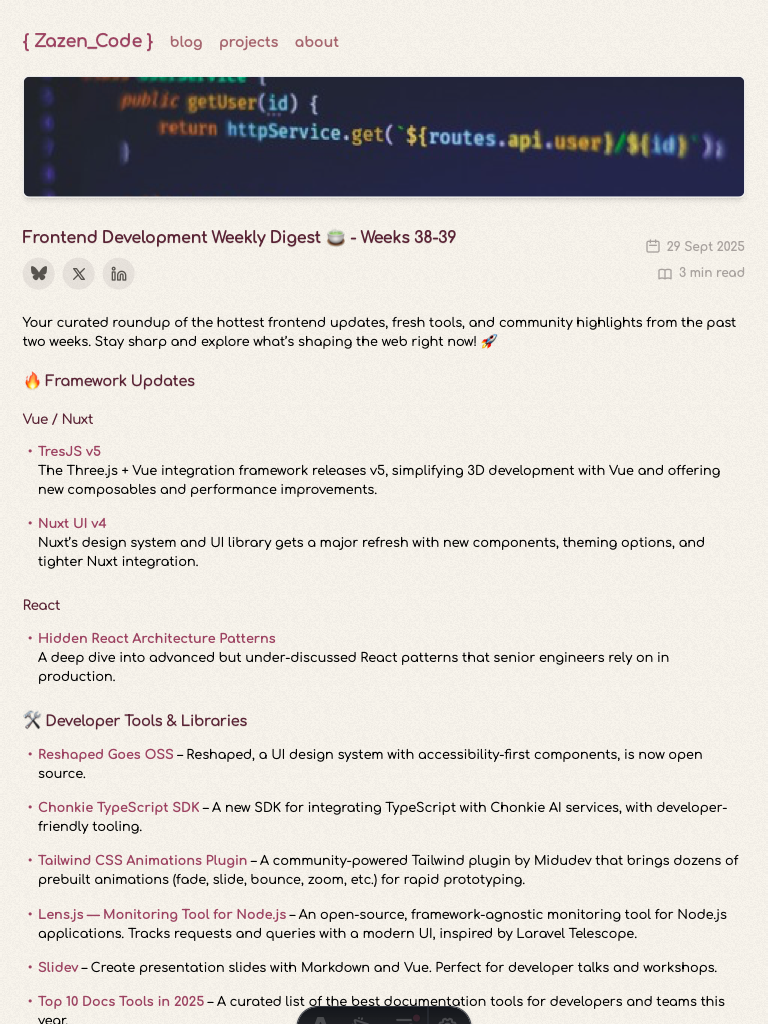 { Zazen_Code } blog projects about
public getUser(id) {
return httpService.get(`${routes.api.user}/${id}`);
}
Frontend Development Weekly Digest 🍵 - Weeks 38-39
29 Sept 2025
3 min read
Your curated roundup of the hottest frontend updates, fresh tools, and community highlights from the past
two weeks. Stay sharp and explore what's shaping the web right now! 🚀
🔥 Framework Updates
Vue / Nuxt
• TresJS v5
The Three.js + Vue integration framework releases v5, simplifying 3D development with Vue and offering
new composables and performance improvements.
• Nuxt UI v4
Nuxt's design system and UI library gets a major refresh with new components, theming options, and
tighter Nuxt integration.
React
• Hidden React Architecture Patterns
A deep dive into advanced but under-discussed React patterns that senior engineers rely on in
production.
🛠️ Developer Tools & Libraries
• Reshaped Goes OSS – Reshaped, a UI design system with accessibility-first components, is now open
source.
• Chonkie TypeScript SDK – A new SDK for integrating TypeScript with Chonkie AI services, with developer-
friendly tooling.
• Tailwind CSS Animations Plugin – A community-powered Tailwind plugin by Midudev that brings dozens of
prebuilt animations (fade, slide, bounce, zoom, etc.) for rapid prototyping.
• Lens.js — Monitoring Tool for Node.js – An open-source, framework-agnostic monitoring tool for Node.js
applications. Tracks requests and queries with a modern UI, inspired by Laravel Telescope.
• Slidev – Create presentation slides with Markdown and Vue. Perfect for developer talks and workshops.
• Top 10 Docs Tools in 2025 – A curated list of the best documentation tools for developers and teams this
year.